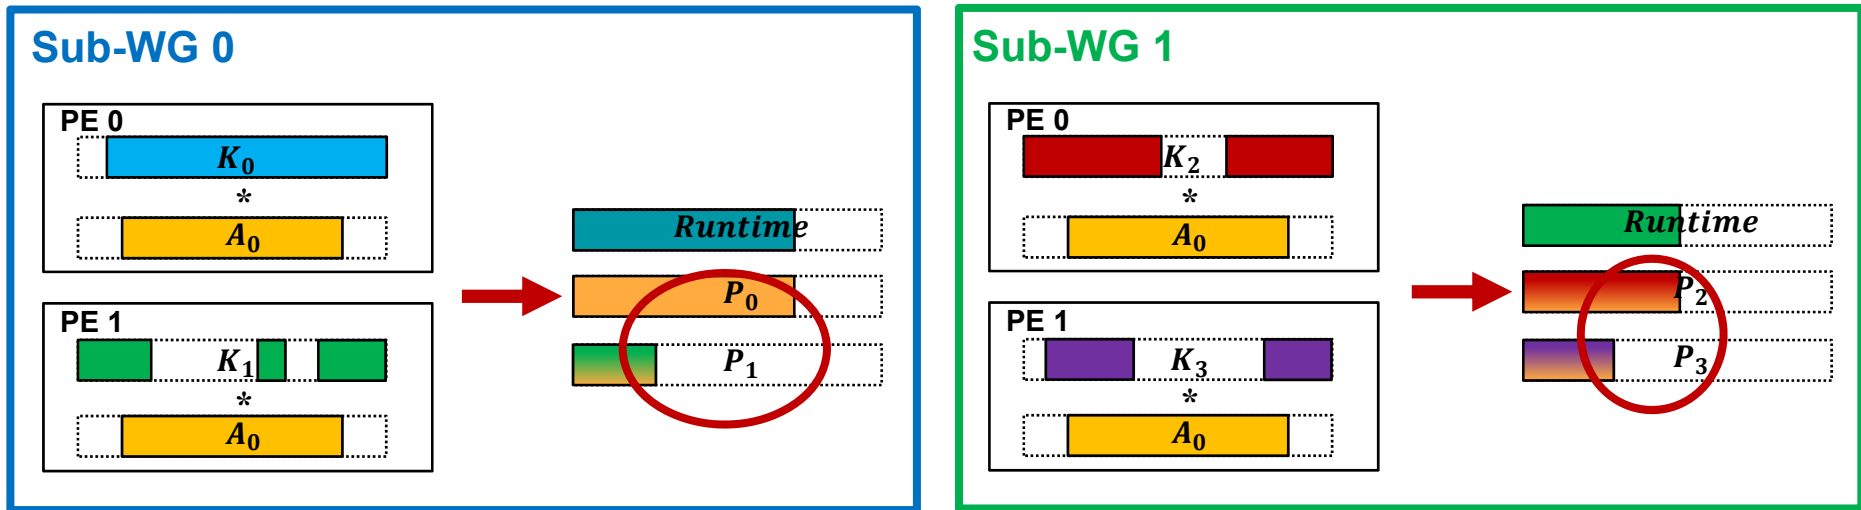 Sub-WG 0
PE 0
K₀
*
A₀
PE 1
K₁
*
A₀
Runtime
P₀
P₁
Sub-WG 1
PE 0
K₂
*
A₀
PE 1
K₃
*
A₀
Runtime
P₂
P₃